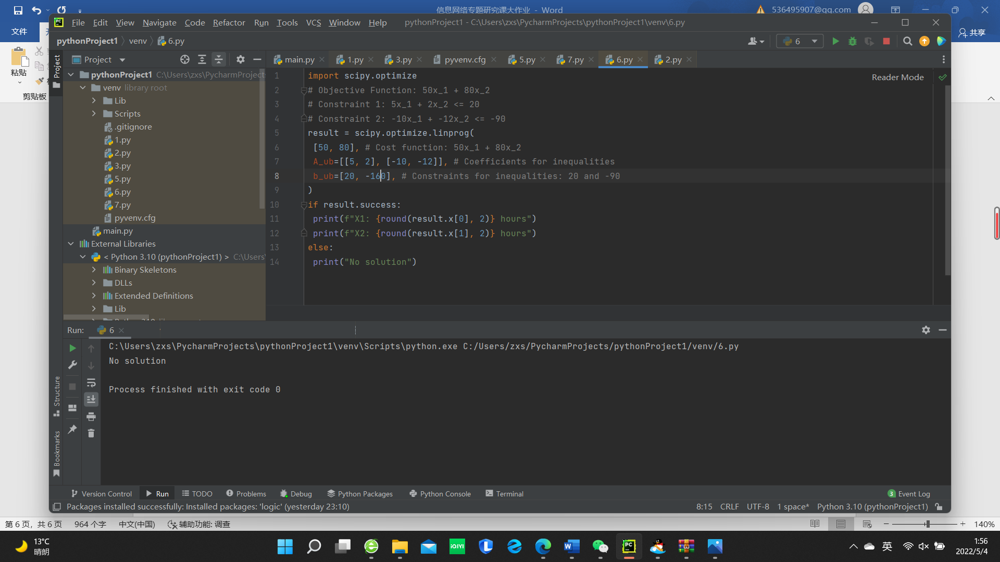 信息网络专题研究课大作业 - Word
536495907@qq.com
文件
共享
粘贴
剪贴板
File Edit View Navigate Code Refactor Run Tools VCS Window Help pythonProject1 - C:\Users\zxs\PycharmProjects\pythonProject1\venv\6.py
pythonProject1 venv 6.py
6
Project
Project
main.py 1.py 3.py pyvenv.cfg 5.py 7.py 6.py 2.py
pythonProject1 C:\Users\zxs\PycharmProject
venv library root
Lib
Scripts
.gitignore
1.py
2.py
3.py
5.py
6.py
7.py
pyvenv.cfg
main.py
External Libraries
< Python 3.10 (pythonProject1) > C:\Users\
Binary Skeletons
DLLs
Extended Definitions
Lib
Reader Mode
1 import scipy.optimize
2 # Objective Function: 50x_1 + 80x_2
3 # Constraint 1: 5x_1 + 2x_2 <= 20
4 # Constraint 2: -10x_1 + -12x_2 <= -90
5 result = scipy.optimize.linprog(
6 [50, 80], # Cost function: 50x_1 + 80x_2
7 A_ub=[[5, 2], [-10, -12]], # Coefficients for inequalities
8 b_ub=[20, -160], # Constraints for inequalities: 20 and -90
9 )
10 if result.success:
11 print(f"X1: {round(result.x[0], 2)} hours")
12 print(f"X2: {round(result.x[1], 2)} hours")
13 else:
14 print("No solution")
Run: 6
C:\Users\zxs\PycharmProjects\pythonProject1\venv\Scripts\python.exe C:/Users/zxs/PycharmProjects/pythonProject1/venv/6.py
No solution
Process finished with exit code 0
Structure
Bookmarks
Version Control Run TODO Problems Debug Python Packages Python Console Terminal 3 Event Log
Packages installed successfully: Installed packages: 'logic' (yesterday 23:10) 8:15 CRLF UTF-8 1 space* Python 3.10 (pythonProject1)
第 6 页，共 6 页 964 个字 中文(中国) 辅助功能: 调查 140%
13°C
晴朗
iQIYI
PC
英
1:56
2022/5/4